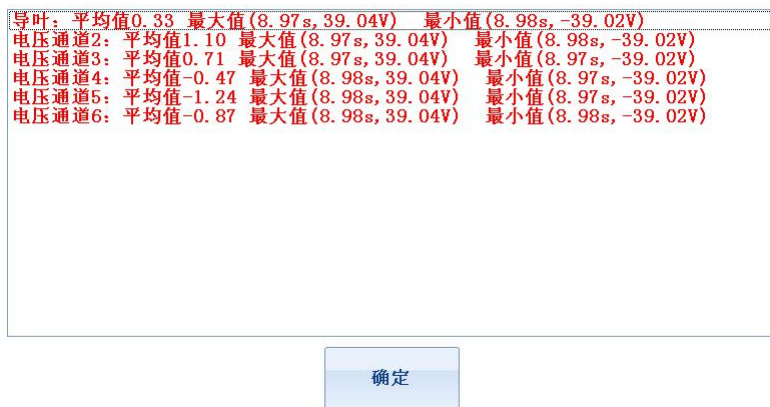 导叶：平均值0.33 最大值(8.97s,39.04V) 最小值(8.98s,-39.02V)
电压通道2：平均值1.10 最大值(8.97s,39.04V) 最小值(8.98s,-39.02V)
电压通道3：平均值0.71 最大值(8.97s,39.04V) 最小值(8.97s,-39.02V)
电压通道4：平均值-0.47 最大值(8.98s,39.04V) 最小值(8.97s,-39.02V)
电压通道5：平均值-1.24 最大值(8.98s,39.04V) 最小值(8.97s,-39.02V)
电压通道6：平均值-0.87 最大值(8.98s,39.04V) 最小值(8.98s,-39.02V)
确定